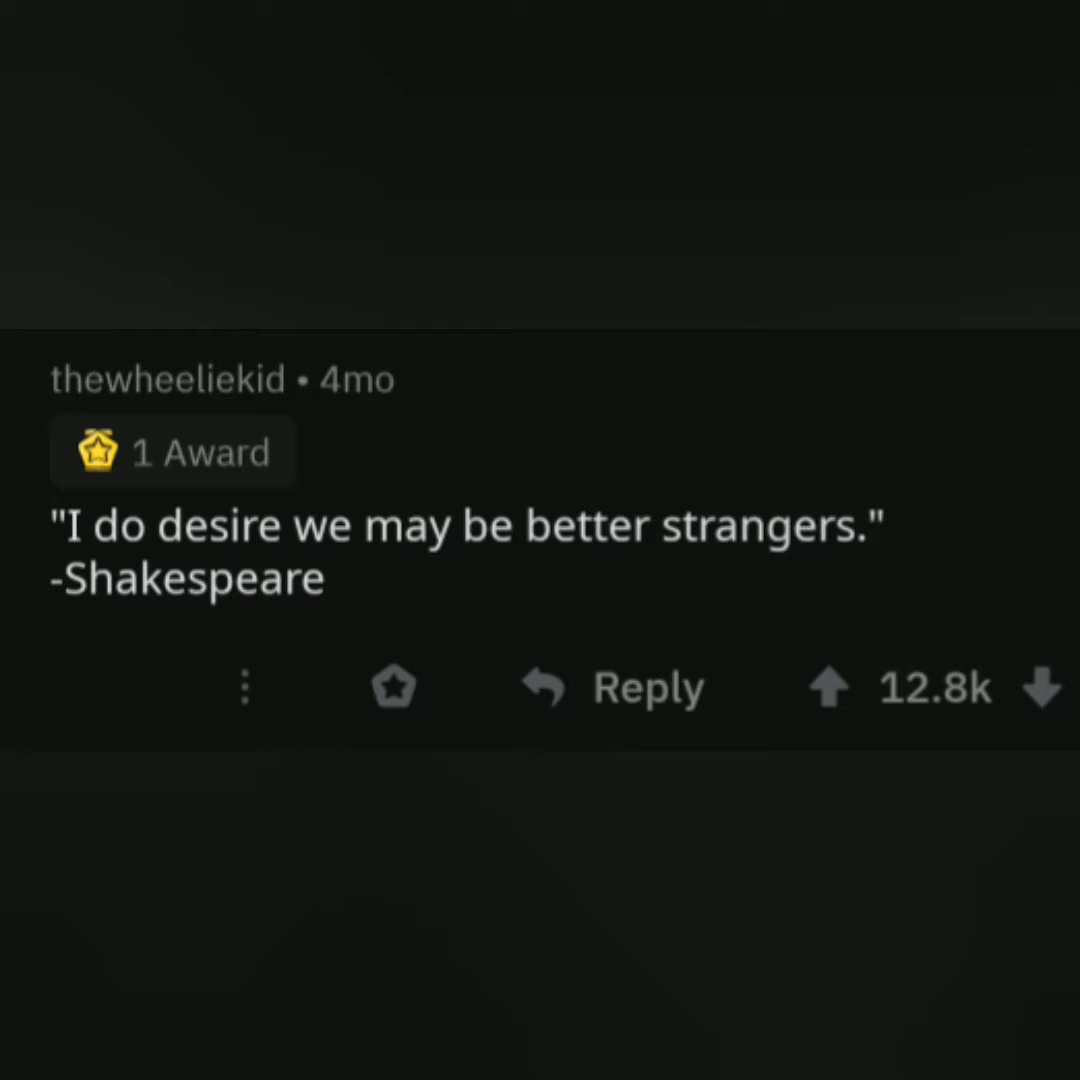 thewheeliekid • 4mo
1 Award
"I do desire we may be better strangers."
-Shakespeare
Reply 12.8k